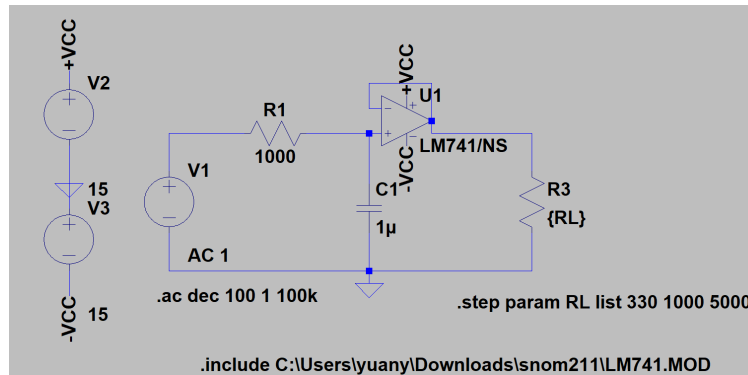 +VCC
V2
15
V3
-VCC
15
R1
1000
V1
AC 1
C1
1µ
+VCC
U1
LM741/NS
-VCC
R3
{RL}
.ac dec 100 1 100k
.step param RL list 330 1000 5000
.include C:\Users\yuany\Downloads\snom211\LM741.MOD